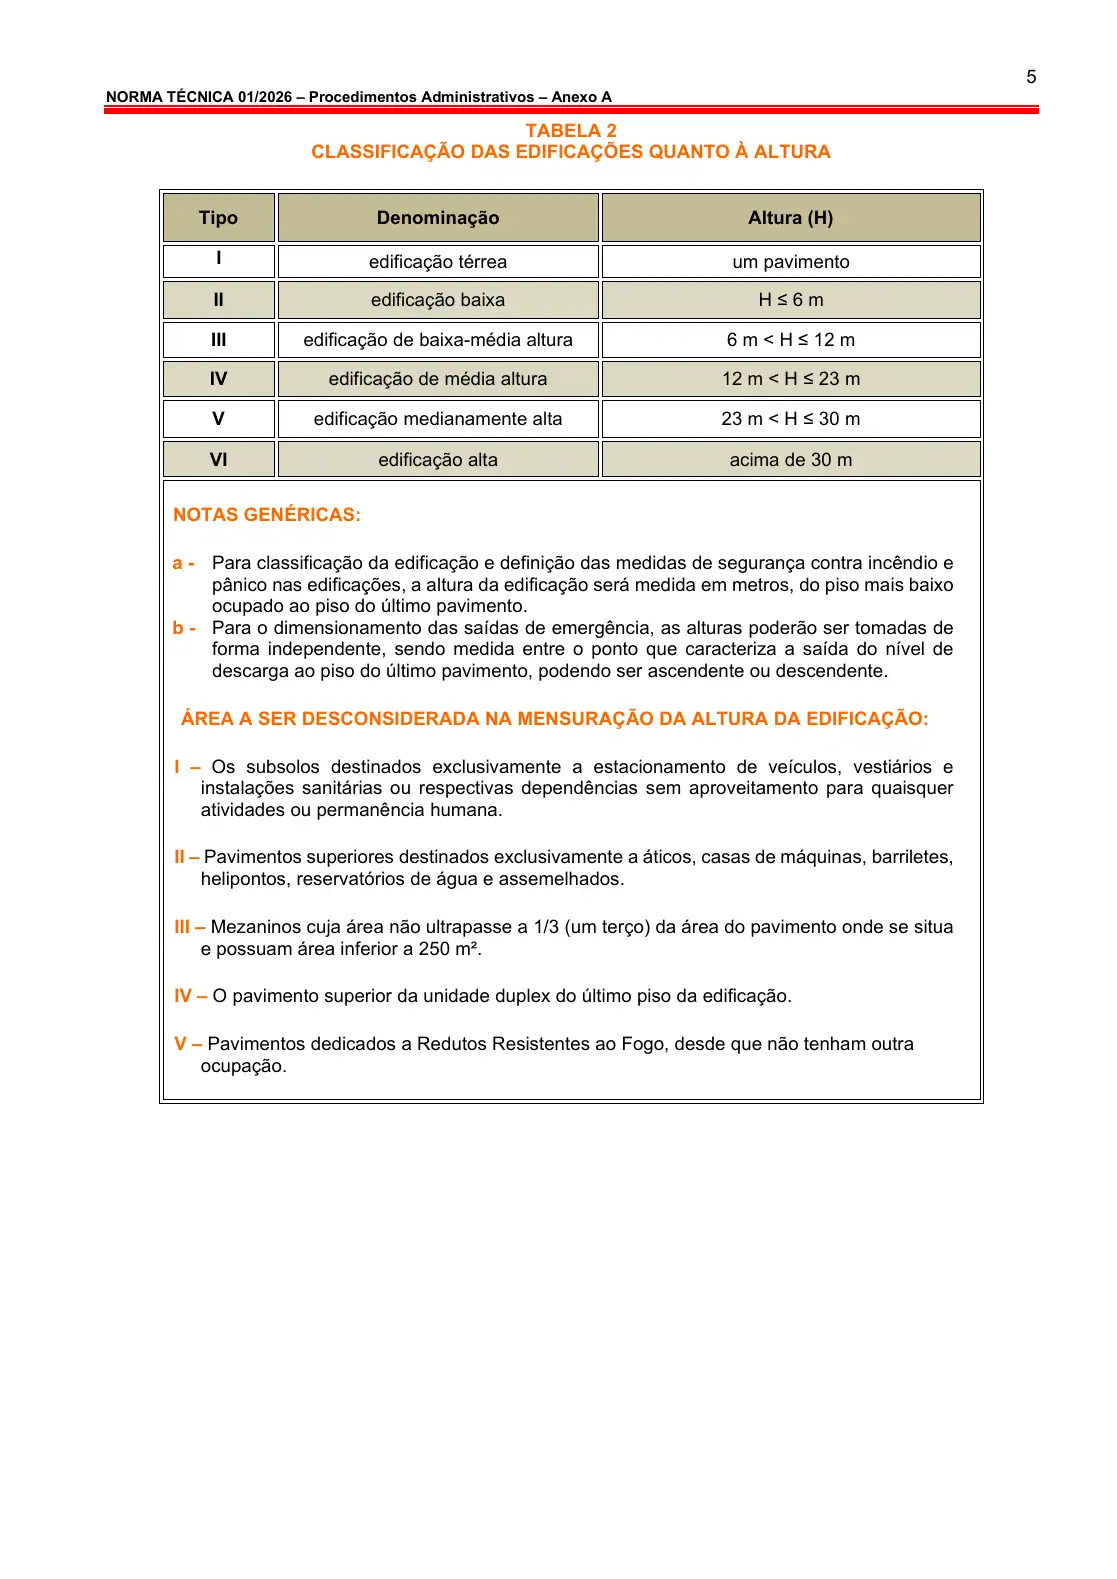 5
NORMA TÉCNICA 01/2026 – Procedimentos Administrativos – Anexo A
TABELA 2
CLASSIFICAÇÃO DAS EDIFICAÇÕES QUANTO À ALTURA
Tipo Denominação Altura (H)
I edificação térrea um pavimento
II edificação baixa H ≤ 6 m
III edificação de baixa-média altura 6 m < H ≤ 12 m
IV edificação de média altura 12 m < H ≤ 23 m
V edificação medianamente alta 23 m < H ≤ 30 m
VI edificação alta acima de 30 m
NOTAS GENÉRICAS:
a - Para classificação da edificação e definição das medidas de segurança contra incêndio e
pânico nas edificações, a altura da edificação será medida em metros, do piso mais baixo
ocupado ao piso do último pavimento.
b - Para o dimensionamento das saídas de emergência, as alturas poderão ser tomadas de
forma independente, sendo medida entre o ponto que caracteriza a saída do nível de
descarga ao piso do último pavimento, podendo ser ascendente ou descendente.
ÁREA A SER DESCONSIDERADA NA MENSURAÇÃO DA ALTURA DA EDIFICAÇÃO:
I – Os subsolos destinados exclusivamente a estacionamento de veículos, vestiários e
instalações sanitárias ou respectivas dependências sem aproveitamento para quaisquer
atividades ou permanência humana.
II – Pavimentos superiores destinados exclusivamente a áticos, casas de máquinas, barriletes,
helipontos, reservatórios de água e assemelhados.
III – Mezaninos cuja área não ultrapasse a 1/3 (um terço) da área do pavimento onde se situa
e possuam área inferior a 250 m².
IV – O pavimento superior da unidade duplex do último piso da edificação.
V – Pavimentos dedicados a Redutos Resistentes ao Fogo, desde que não tenham outra
ocupação.